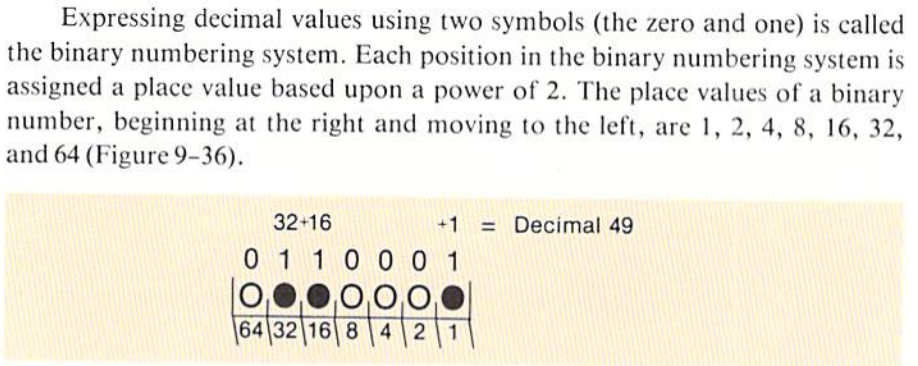 Expressing decimal values using two symbols (the zero and one) is called
the binary numbering system. Each position in the binary numbering system is
assigned a place value based upon a power of 2. The place values of a binary
number, beginning at the right and moving to the left, are 1, 2, 4, 8, 16, 32,
and 64 (Figure 9-36).
32+16 +1 = Decimal 49
0 1 1 0 0 0 1
64 32 16 8 4 2 1